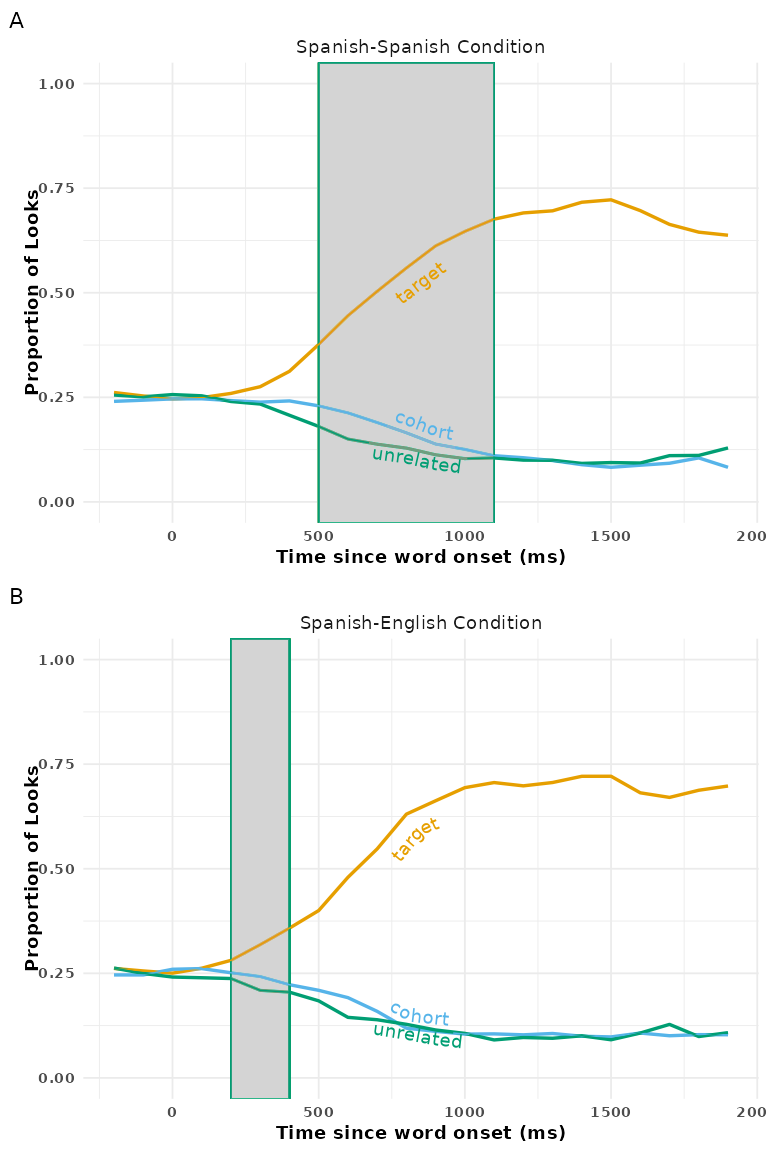 A
Spanish-Spanish Condition
1.00
0.75
0.50
0.25
0.00
Proportion of Looks
target
cohort
unrelated
0 500 1000 1500 200
Time since word onset (ms)
B
Spanish-English Condition
1.00
0.75
0.50
0.25
0.00
Proportion of Looks
target
cohort
unrelated
0 500 1000 1500 200
Time since word onset (ms)